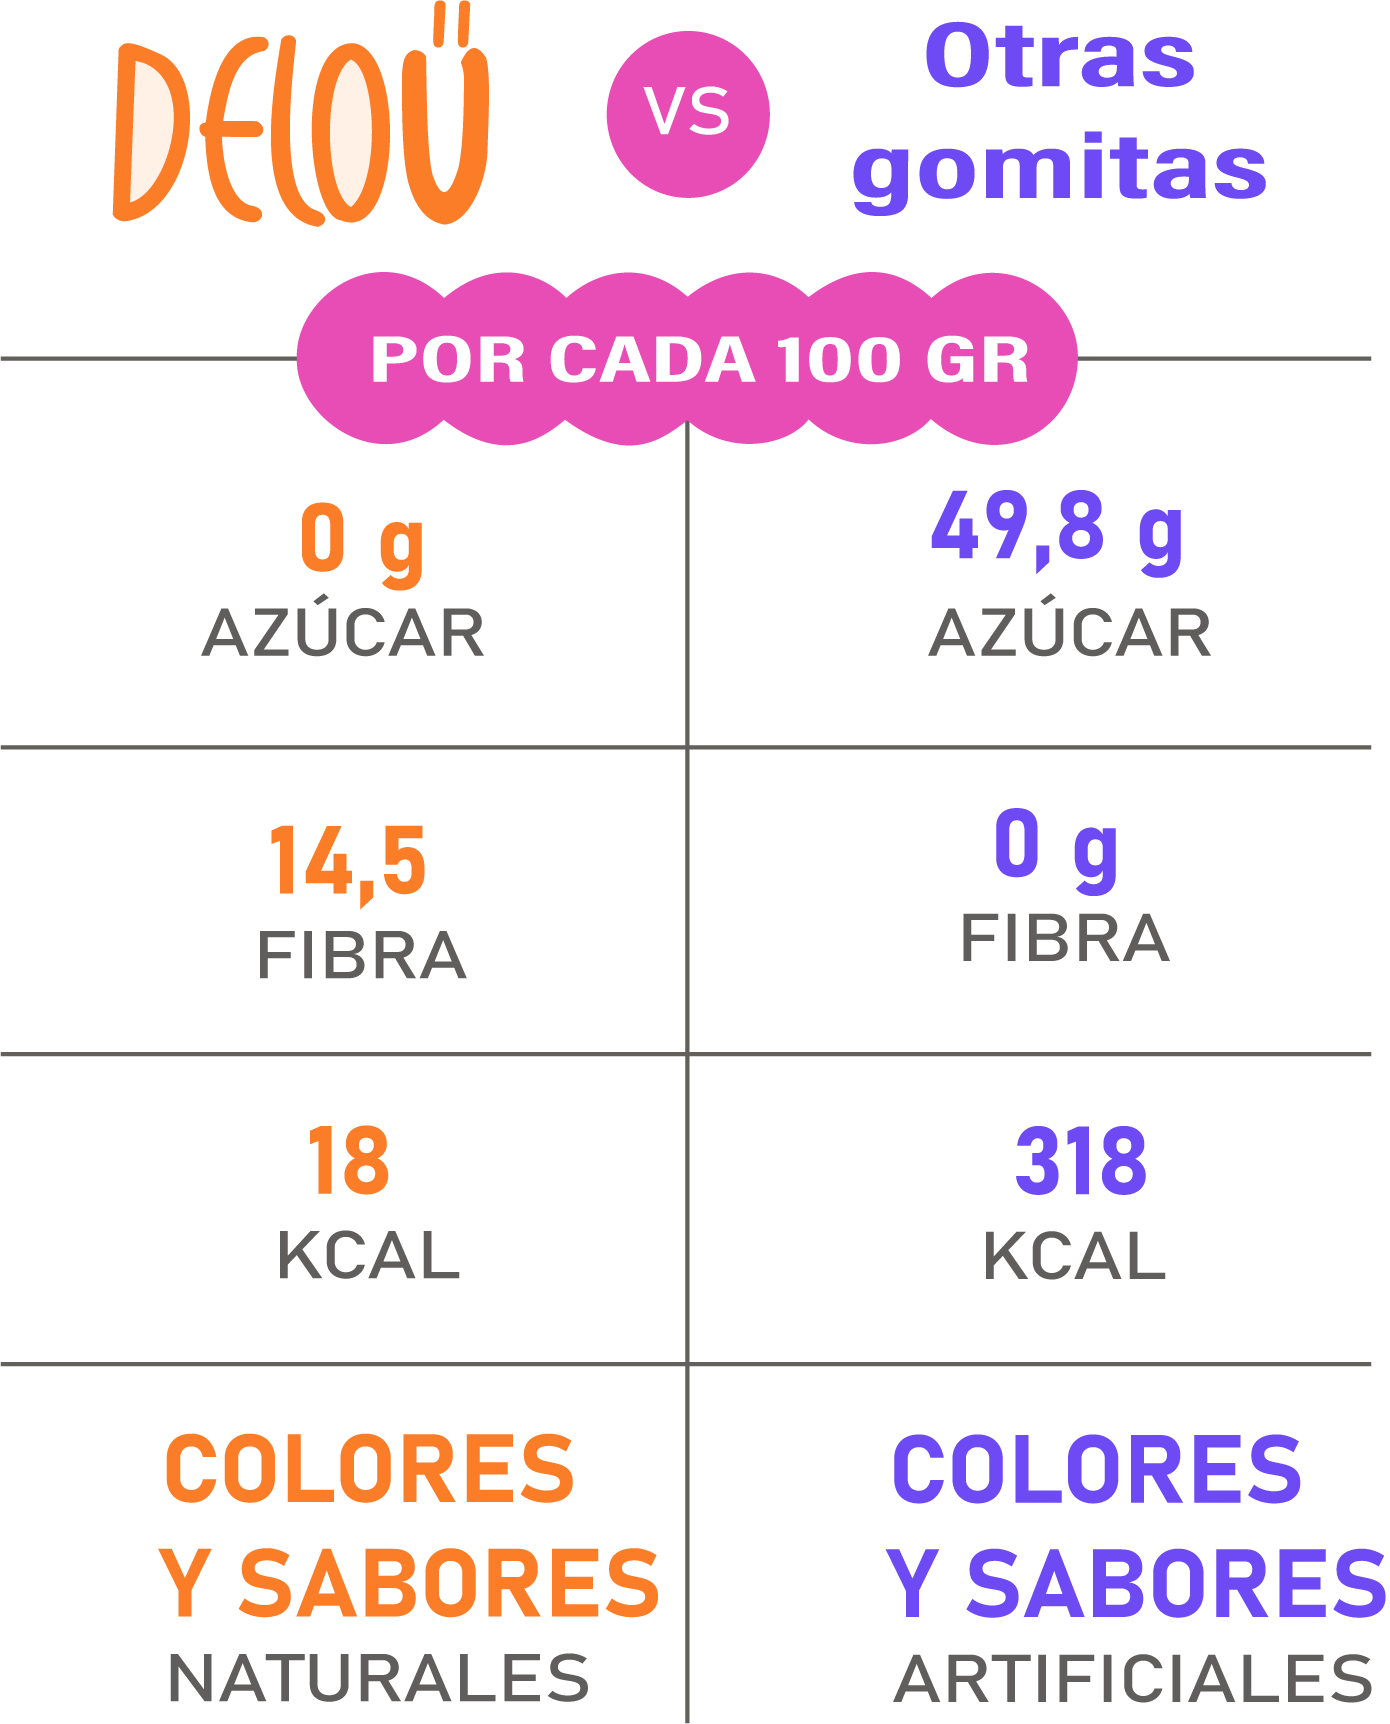 DELOÜ
VS
Otras
gomitas
POR CADA 100 GR
0 g
AZÚCAR
49,8 g
AZÚCAR
14,5
FIBRA
0 g
FIBRA
18
KCAL
318
KCAL
COLORES
Y SABORES
NATURALES
COLORES
Y SABORES
ARTIFICIALES